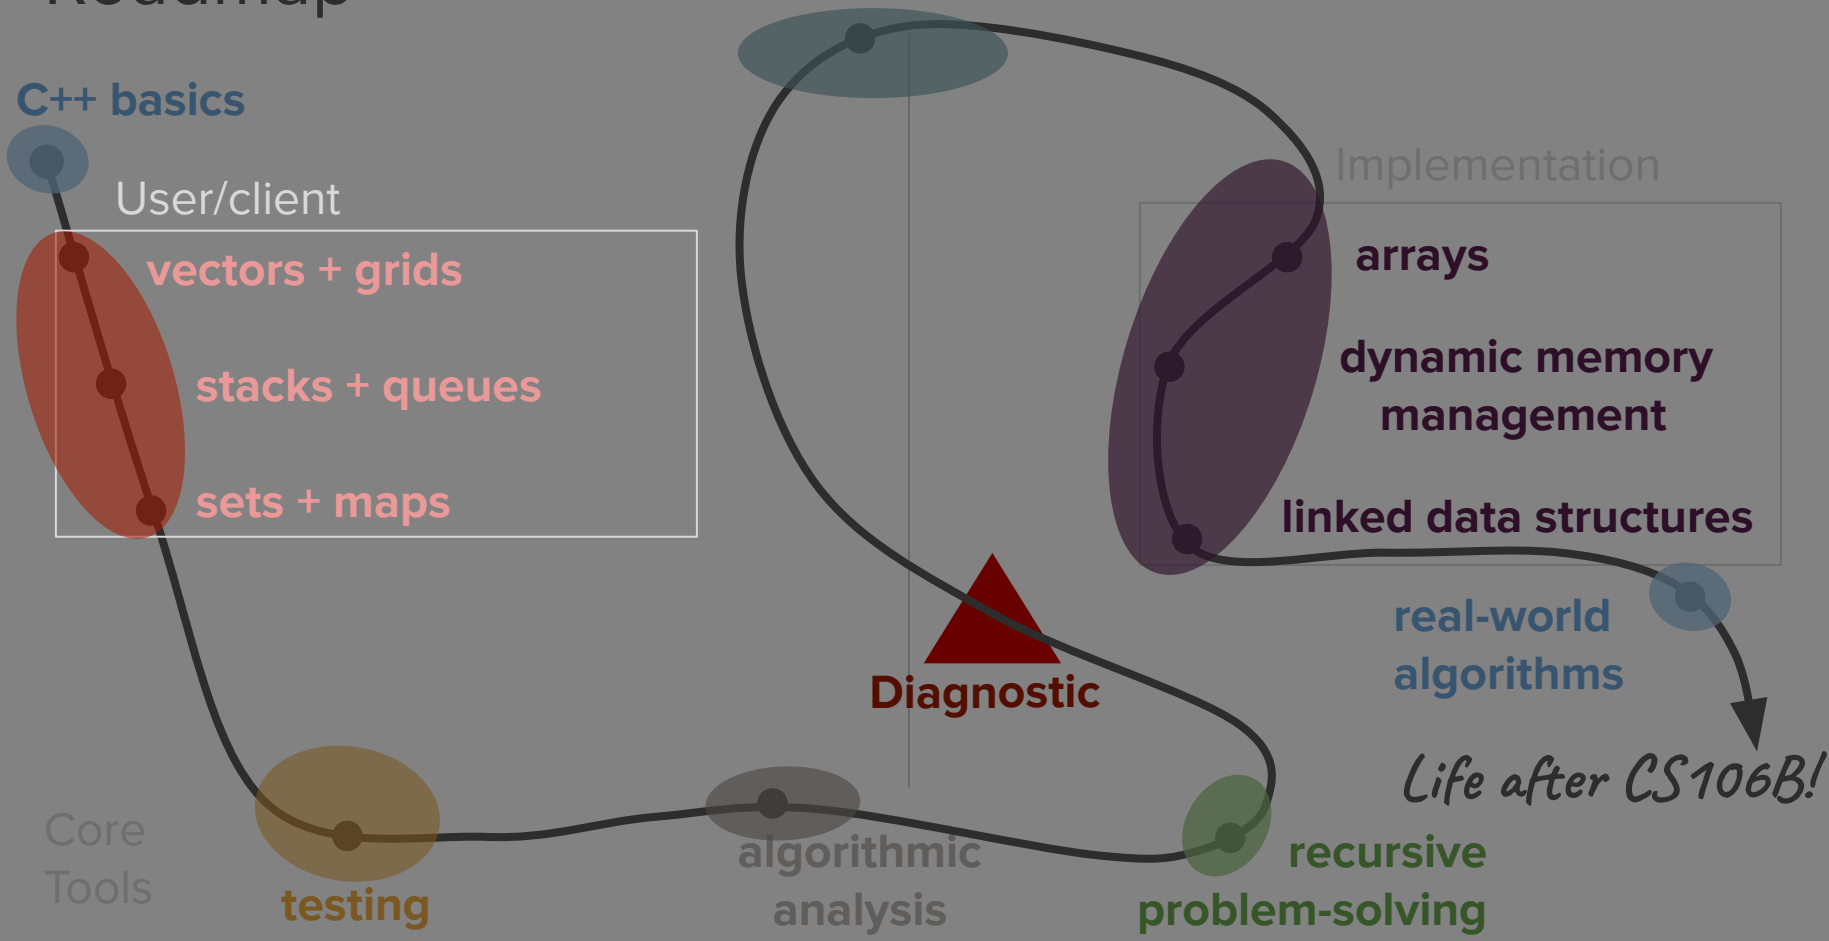 Roadmap
C++ basics
User/client
vectors + grids
stacks + queues
sets + maps
Core
Tools
testing
algorithmic
analysis
recursive
problem-solving
Diagnostic
Implementation
arrays
dynamic memory
management
linked data structures
real-world
algorithms
Life after CS106B!